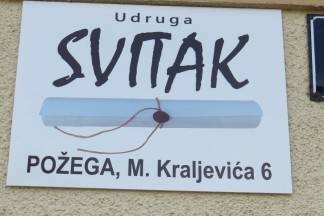 Udruga
SVITAK
POŽEGA, M. Kraljevića 6